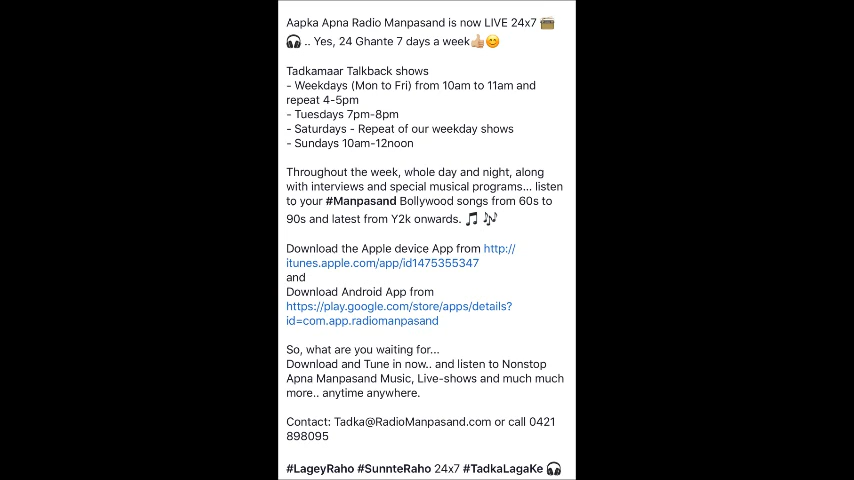 Aapka Apna Radio Manpasand is now LIVE 24x7 📻
🎧 .. Yes, 24 Ghante 7 days a week👍🏼😊
Tadkamaar Talkback shows
- Weekdays (Mon to Fri) from 10am to 11am and
repeat 4-5pm
- Tuesdays 7pm-8pm
- Saturdays - Repeat of our weekday shows
- Sundays 10am-12noon
Throughout the week, whole day and night, along
with interviews and special musical programs... listen
to your #Manpasand Bollywood songs from 60s to
90s and latest from Y2k onwards. 🎵 🎶
Download the Apple device App from http://
itunes.apple.com/app/id1475355347
and
Download Android App from
https://play.google.com/store/apps/details?
id=com.app.radiomanpasand
So, what are you waiting for...
Download and Tune in now.. and listen to Nonstop
Apna Manpasand Music, Live-shows and much much
more.. anytime anywhere.
Contact: Tadka@RadioManpasand.com or call 0421
898095
#LageyRaho #SunnteRaho 24x7 #TadkaLagaKe 🎧